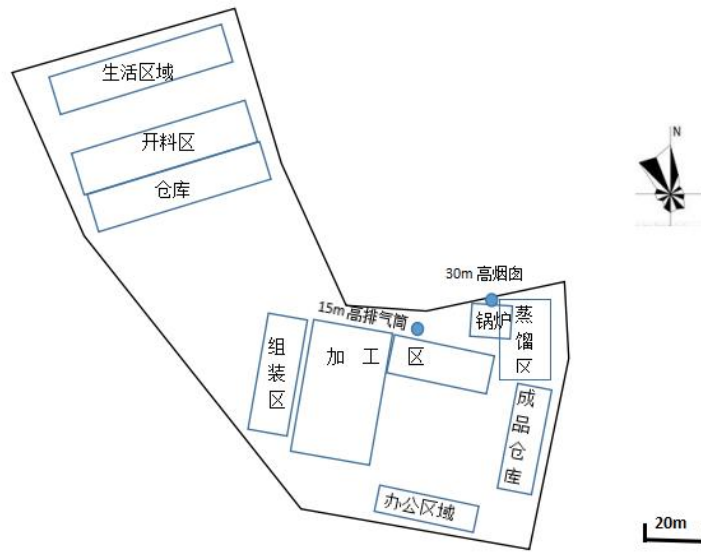 生活区域
开料区
仓库
N
30m 高烟囱
15m 高排气筒
锅炉
蒸馏区
组装区
加 工 区
成品仓库
办公区域
20m